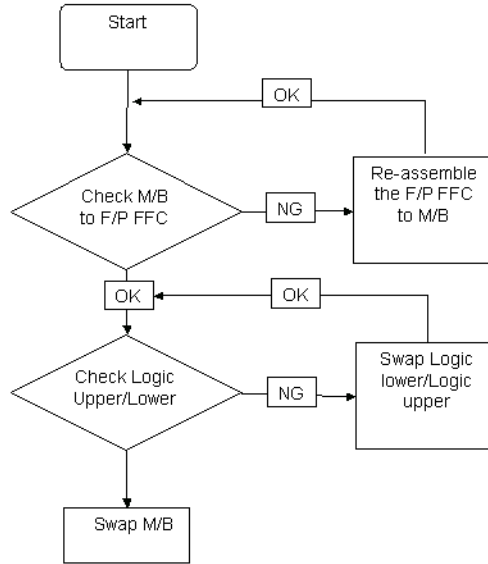 Start
OK
Check M/B
to F/P FFC
NG
Re-assemble
the F/P FFC
to M/B
OK
OK
Check Logic
Upper/Lower
NG
Swap Logic
lower/Logic
upper
Swap M/B